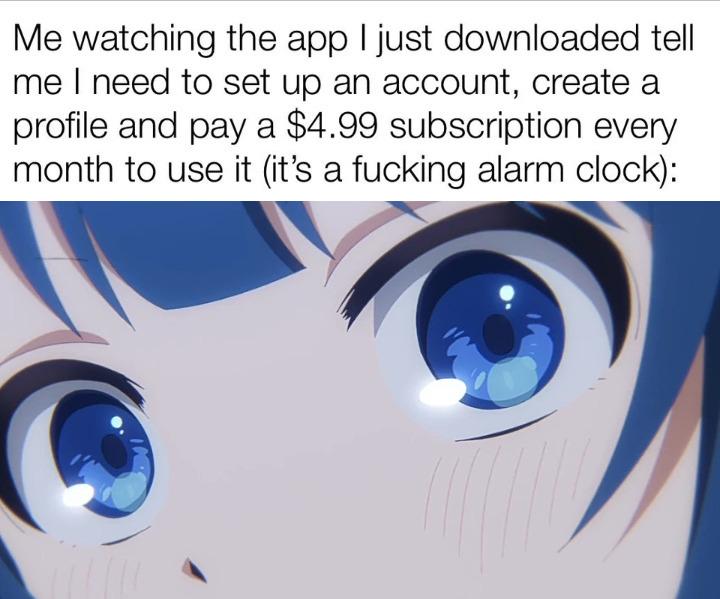 Me watching the app I just downloaded tell
me I need to set up an account, create a
profile and pay a $4.99 subscription every
month to use it (it’s a fucking alarm clock):